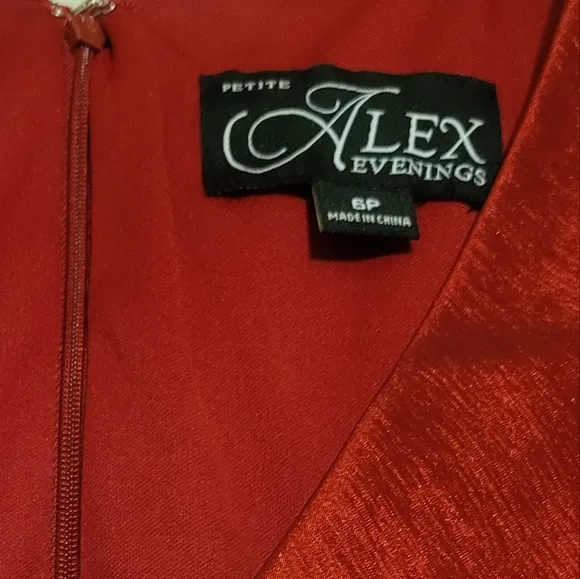 PETITE
ALEX
EVENINGS
6P
MADE IN CHINA